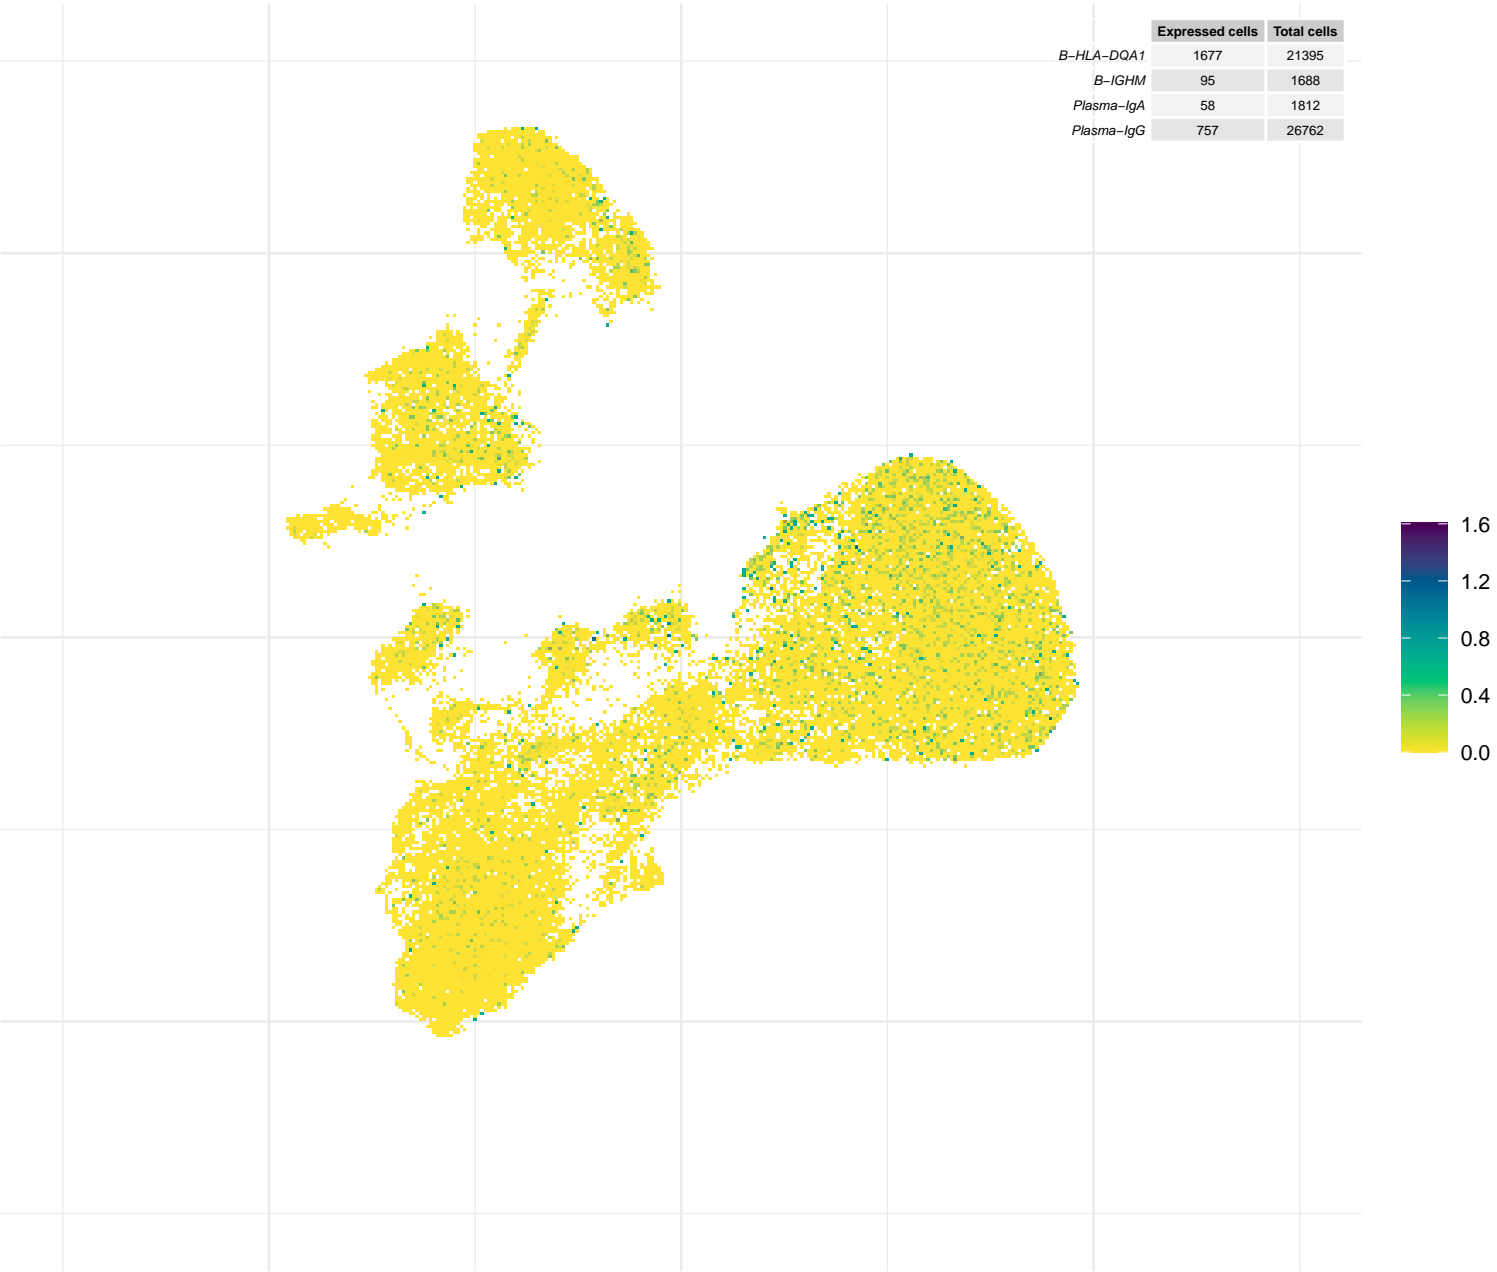 Expressed cells Total cells
B−HLA−DQA1 1677 21395
B−IGHM 95 1688
Plasma−IgA 58 1812
Plasma−IgG 757 26762
1.6
1.2
0.8
0.4
0.0